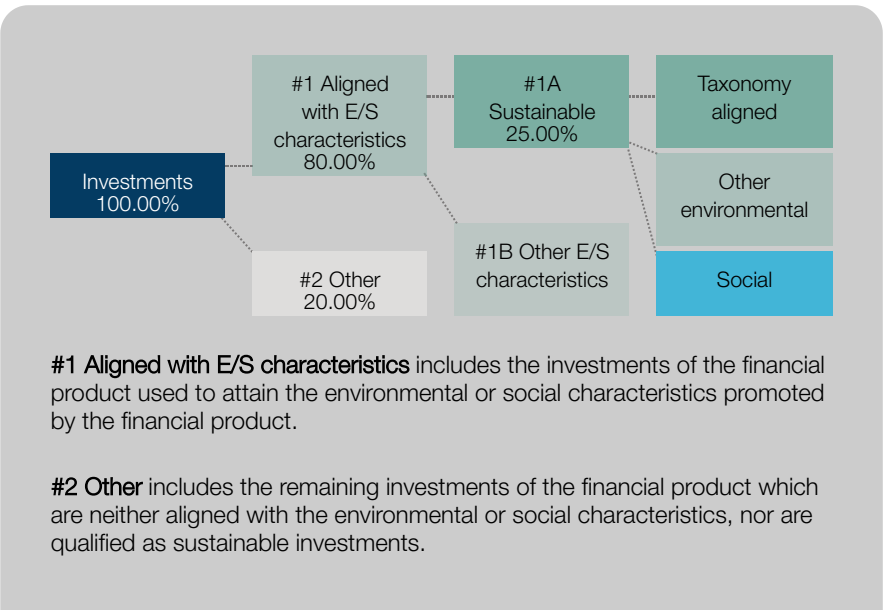 Investments
100.00%
#1 Aligned
with E/S
characteristics
80.00%
#2 Other
20.00%
#1A
Sustainable
25.00%
#1B Other E/S
characteristics
Taxonomy
aligned
Other
environmental
Social
#1 Aligned with E/S characteristics includes the investments of the financial
product used to attain the environmental or social characteristics promoted
by the financial product.
#2 Other includes the remaining investments of the financial product which
are neither aligned with the environmental or social characteristics, nor are
qualified as sustainable investments.